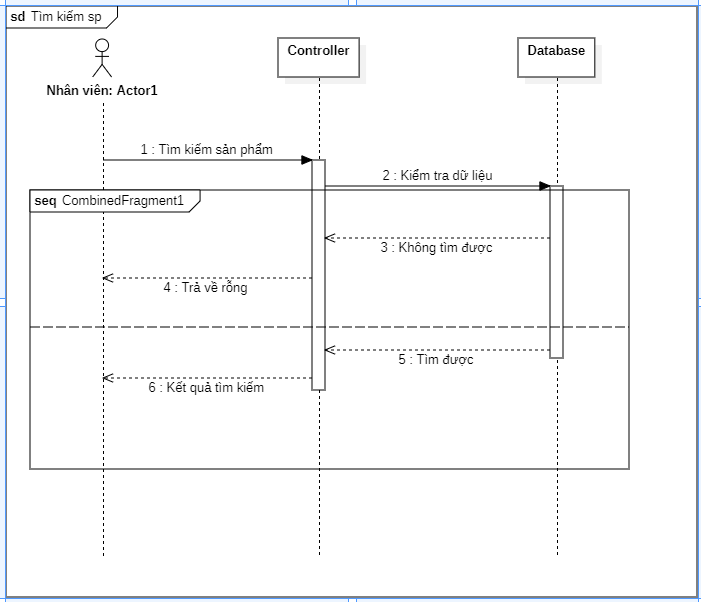 sd Tìm kiếm sp
Controller
Database
Nhân viên: Actor1
1 : Tìm kiếm sản phẩm
2 : Kiểm tra dữ liệu
seq CombinedFragment1
3 : Không tìm được
4 : Trả về rỗng
5 : Tìm được
6 : Kết quả tìm kiếm